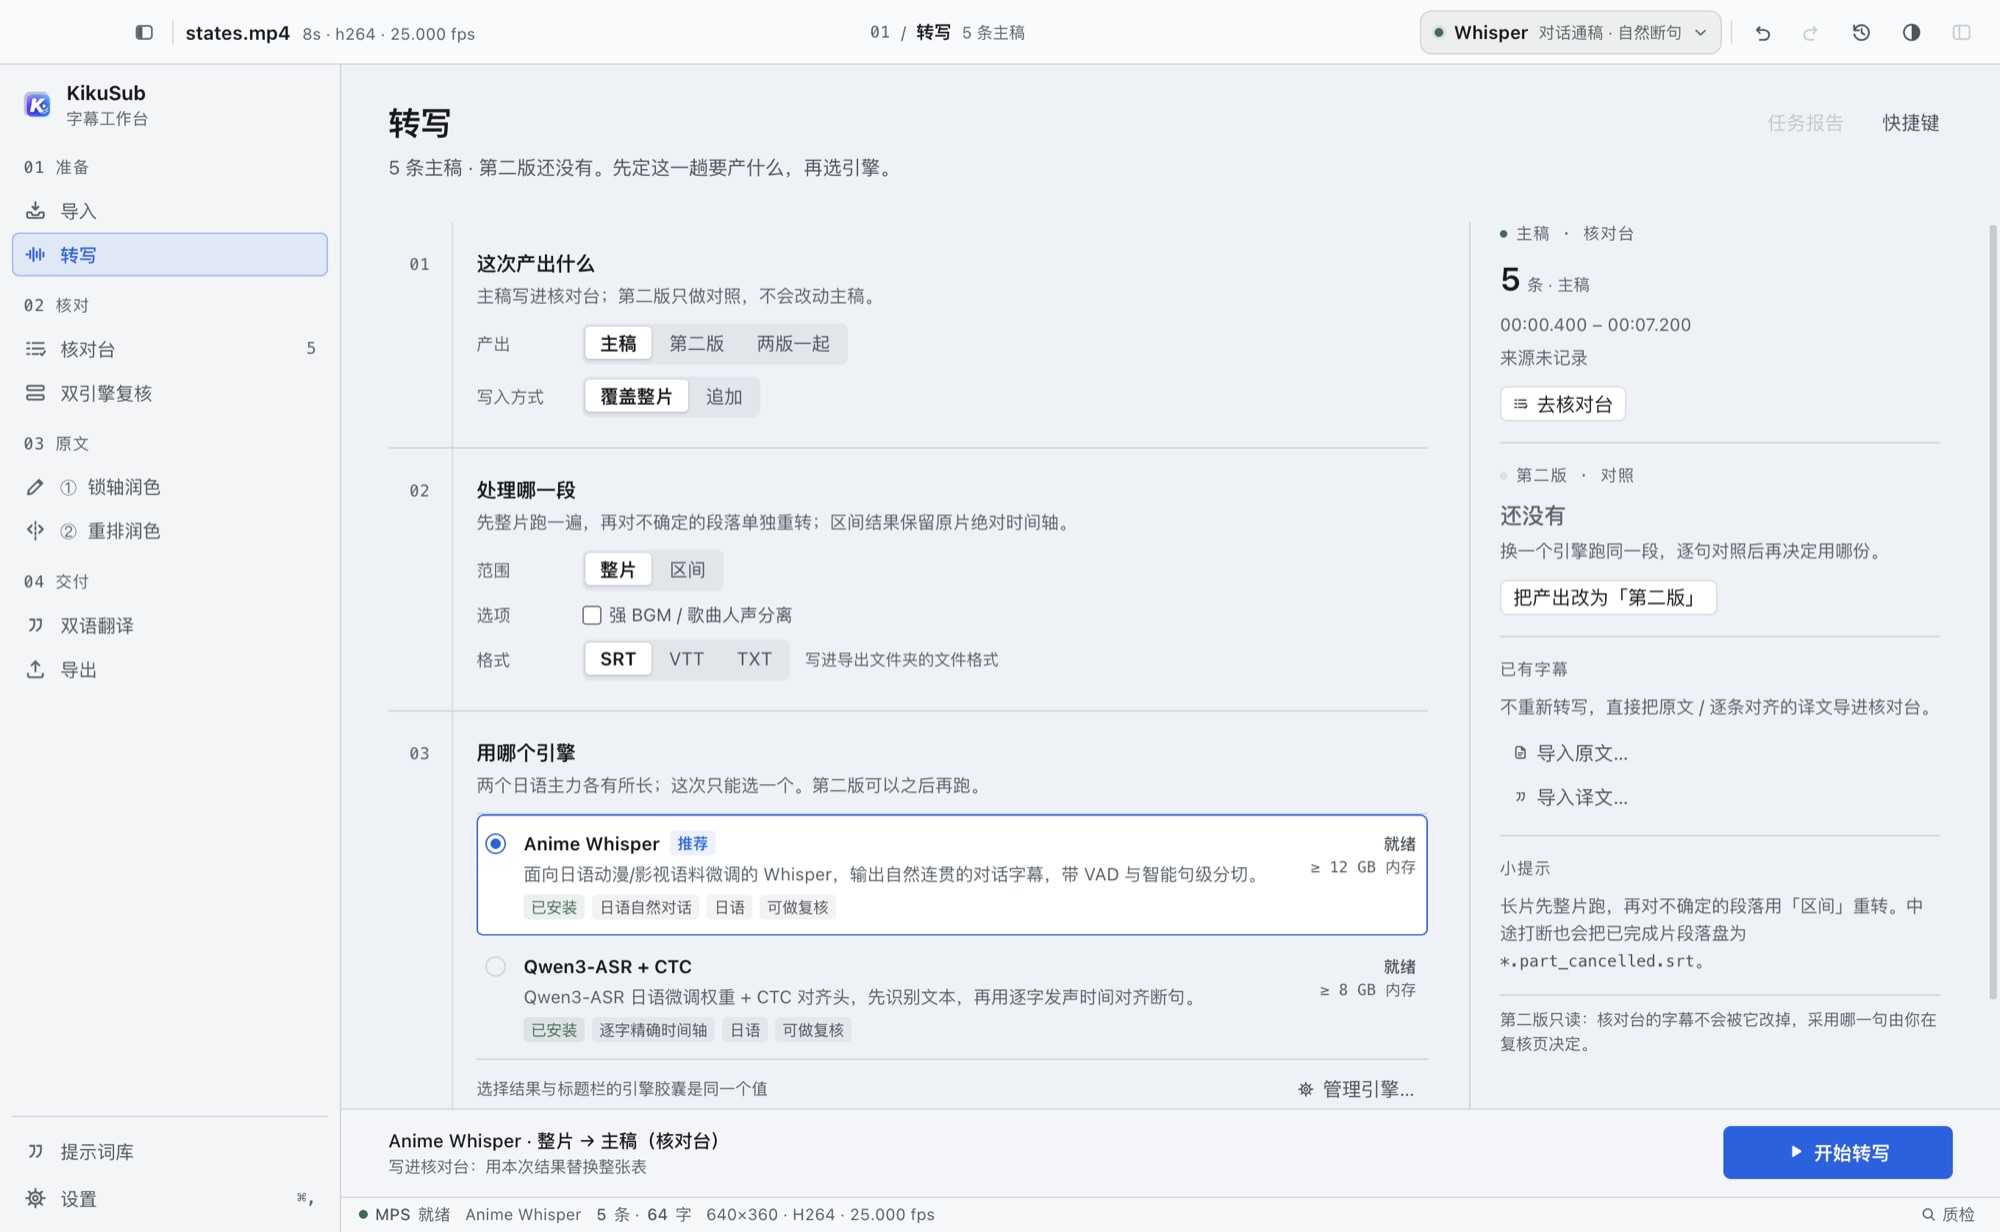 states.mp4 8s · h264 · 25.000 fps
01 / 转写 5 条主稿
Whisper 对话通稿 · 自然断句
KikuSub
字幕工作台
01 准备
导入
转写
02 核对
核对台 5
双引擎复核
03 原文
① 锁轴润色
② 重排润色
04 交付
双语翻译
导出
提示词库
设置 ⌘,
转写
任务报告 快捷键
5 条主稿 · 第二版还没有。先定这一趟要产什么，再选引擎。
01 这次产出什么
主稿写进核对台；第二版只做对照，不会改动主稿。
产出 主稿 第二版 两版一起
写入方式 覆盖整片 追加
02 处理哪一段
先整片跑一遍，再对不确定的段落单独重转；区间结果保留原片绝对时间轴。
范围 整片 区间
选项 强 BGM / 歌曲人声分离
格式 SRT VTT TXT 写进导出文件夹的文件格式
03 用哪个引擎
两个日语主力各有所长；这次只能选一个。第二版可以之后再跑。
Anime Whisper 推荐 就绪
面向日语动漫/影视语料微调的 Whisper，输出自然连贯的对话字幕，带 VAD 与智能句级分切。 ≥ 12 GB 内存
已安装 日语自然对话 日语 可做复核
Qwen3-ASR + CTC 就绪
Qwen3-ASR 日语微调权重 + CTC 对齐头，先识别文本，再用逐字发声时间对齐断句。 ≥ 8 GB 内存
已安装 逐字精确时间轴 日语 可做复核
选择结果与标题栏的引擎胶囊是同一个值 管理引擎...
主稿 · 核对台
5 条 · 主稿
00:00.400 – 00:07.200
来源未记录
去核对台
第二版 · 对照
还没有
换一个引擎跑同一段，逐句对照后再决定用哪份。
把产出改为「第二版」
已有字幕
不重新转写，直接把原文 / 逐条对齐的译文导进核对台。
导入原文...
导入译文...
小提示
长片先整片跑，再对不确定的段落用「区间」重转。中
途打断也会把已完成片段落盘为
*.part_cancelled.srt。
第二版只读：核对台的字幕不会被它改掉，采用哪一句由你在
复核页决定。
Anime Whisper · 整片 → 主稿（核对台）
写进核对台：用本次结果替换整张表
开始转写
MPS 就绪 Anime Whisper 5 条 · 64 字 640×360 · H264 · 25.000 fps
质检